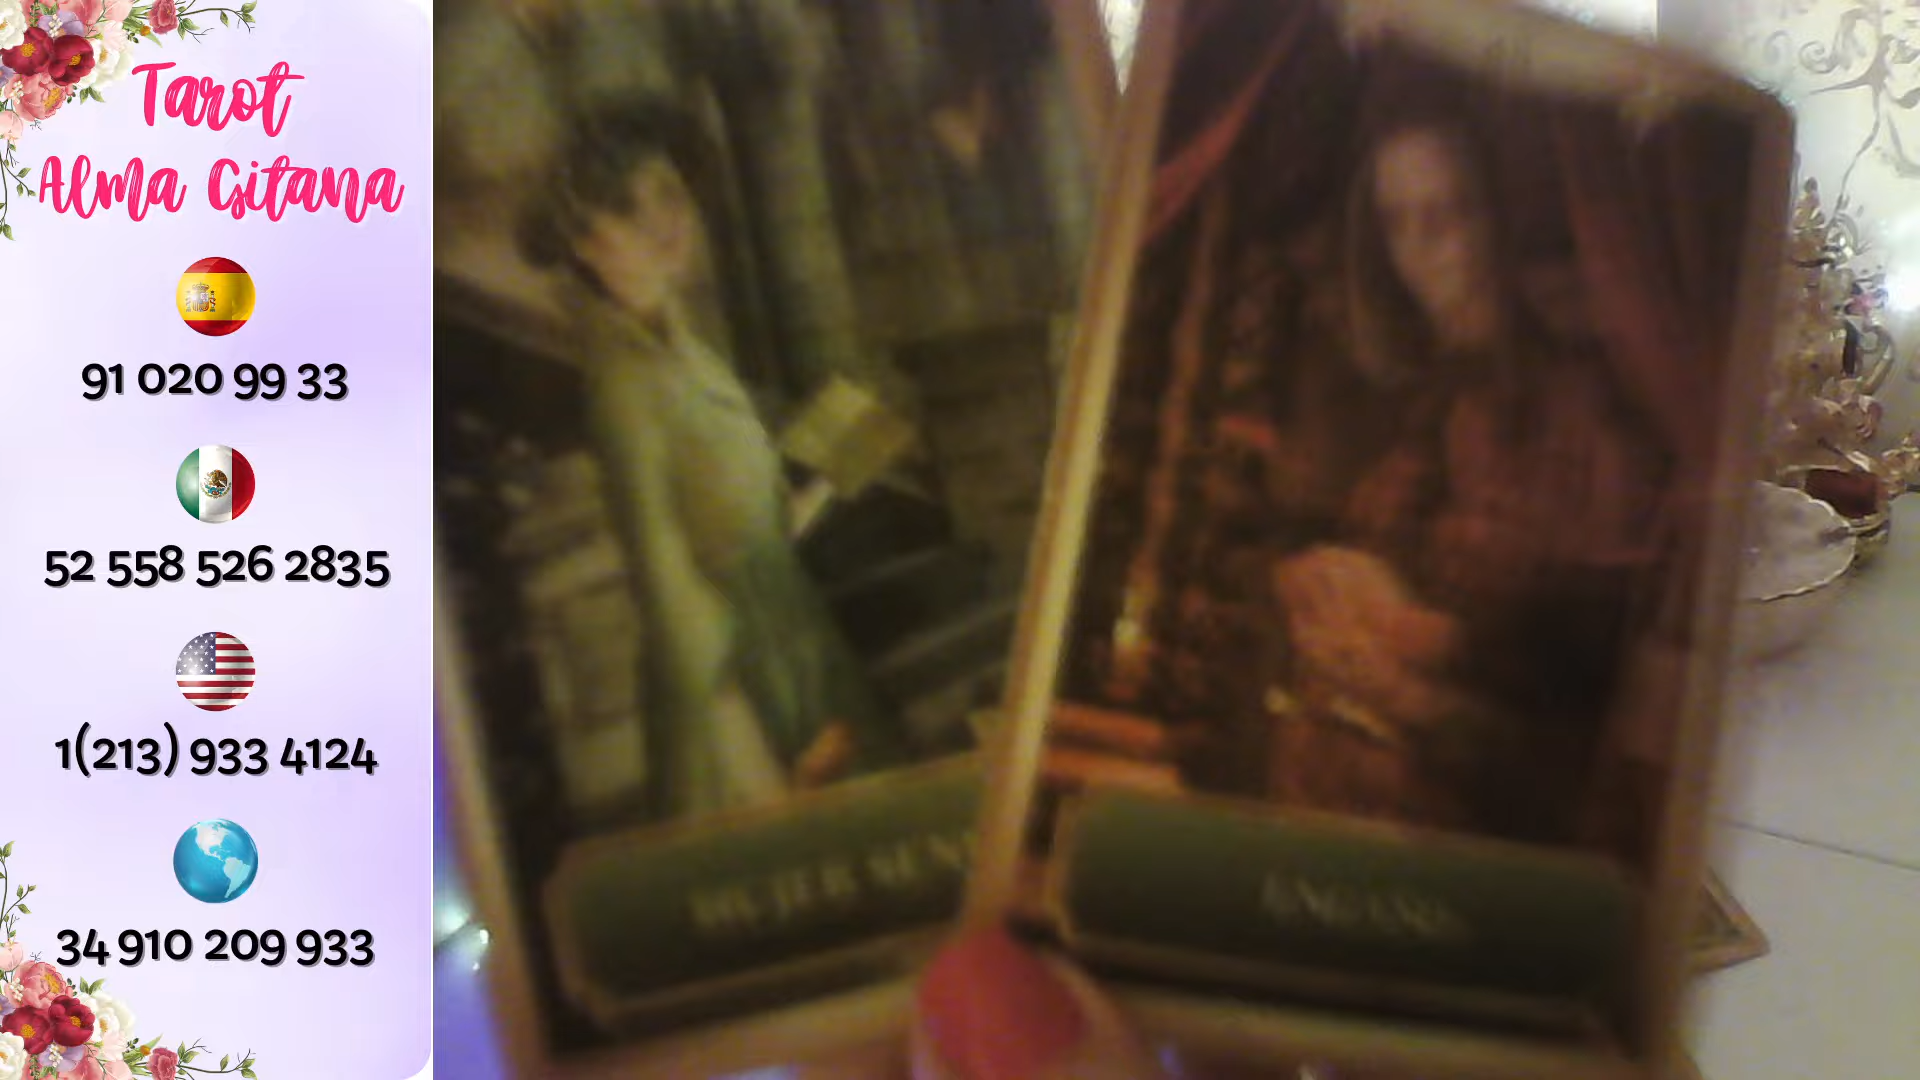 Tarot
Alma Gitana
91 020 99 33
52 558 526 2835
1(213) 933 4124
34 910 209 933
MUJER